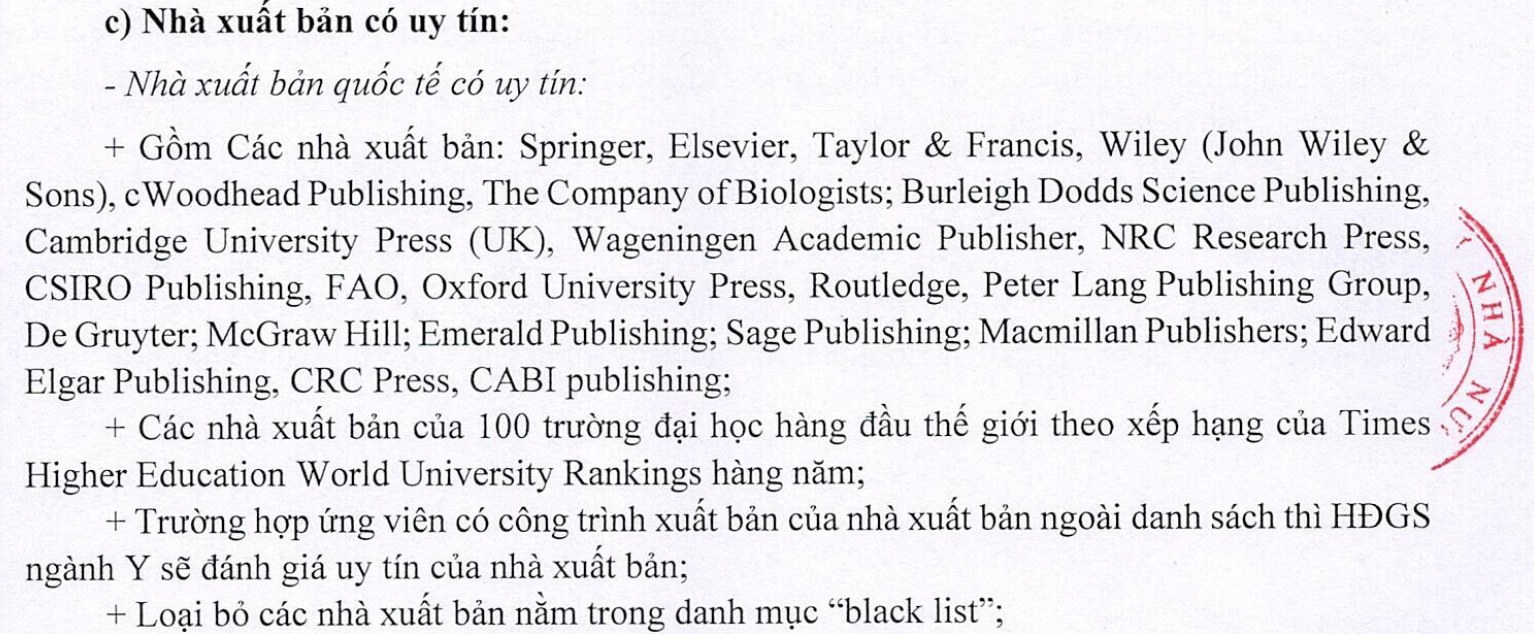 c) Nhà xuất bản có uy tín:
- Nhà xuất bản quốc tế có uy tín:
+ Gồm Các nhà xuất bản: Springer, Elsevier, Taylor & Francis, Wiley (John Wiley &
Sons), cWoodhead Publishing, The Company of Biologists; Burleigh Dodds Science Publishing,
Cambridge University Press (UK), Wageningen Academic Publisher, NRC Research Press,
CSIRO Publishing, FAO, Oxford University Press, Routledge, Peter Lang Publishing Group,
De Gruyter; McGraw Hill; Emerald Publishing; Sage Publishing; Macmillan Publishers; Edward
Elgar Publishing, CRC Press, CABI publishing;
+ Các nhà xuất bản của 100 trường đại học hàng đầu thế giới theo xếp hạng của Times
Higher Education World University Rankings hàng năm;
+ Trường hợp ứng viên có công trình xuất bản của nhà xuất bản ngoài danh sách thì HĐGS
ngành Y sẽ đánh giá uy tín của nhà xuất bản;
+ Loại bỏ các nhà xuất bản nằm trong danh mục “black list”;
NHÀ